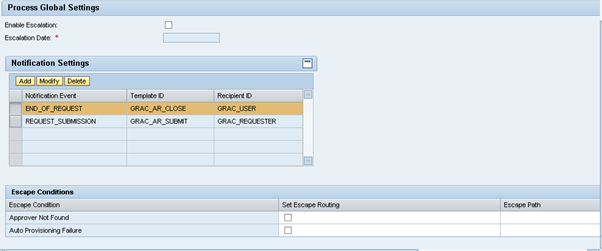 Process Global Settings
Enable Escalation:
Escalation Date: *
Notification Settings
Add Modify Delete
Notification Event Template ID Recipient ID
END_OF_REQUEST GRAC_AR_CLOSE GRAC_USER
REQUEST_SUBMISSION GRAC_AR_SUBMIT GRAC_REQUESTER
Escape Conditions
Escape Condition Set Escape Routing Escape Path
Approver Not Found
Auto Provisioning Failure